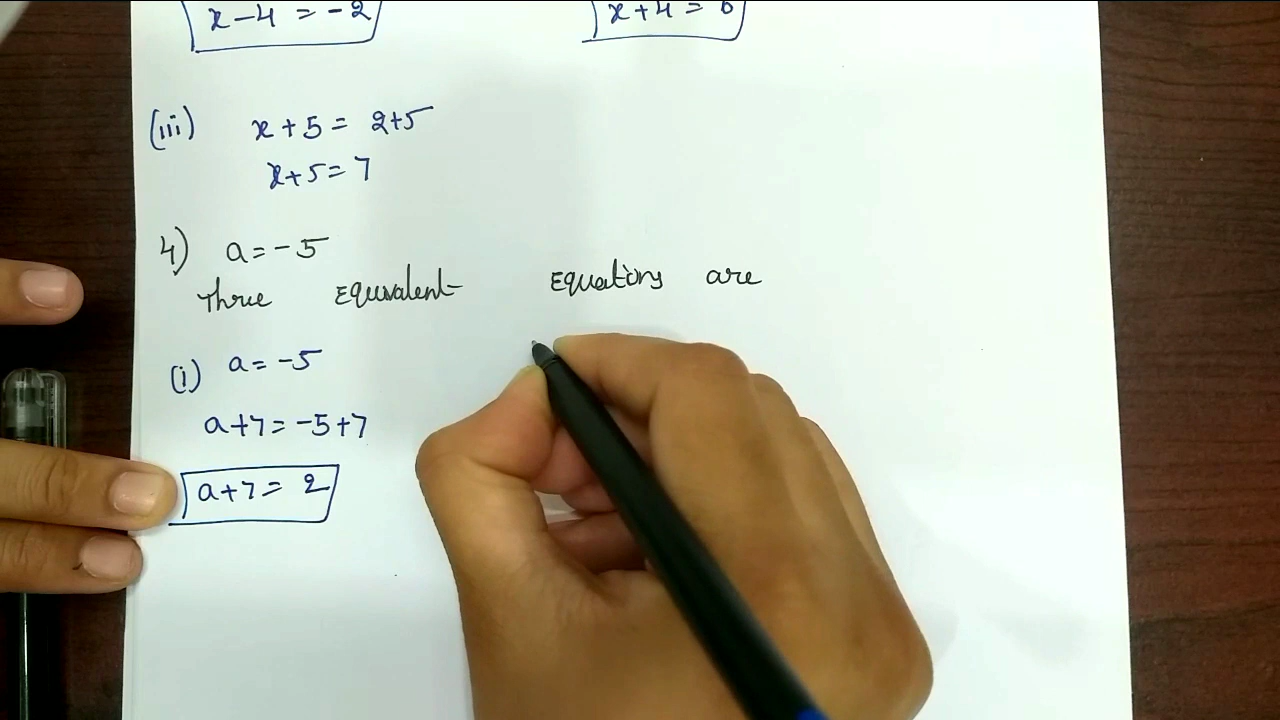 x-4 = -2
x+4 = 6
(iii) x+5 = 2+5
x+5 = 7
4) a = -5
Three Equivalent Equations are
(i) a = -5
a+7 = -5+7
a+7 = 2